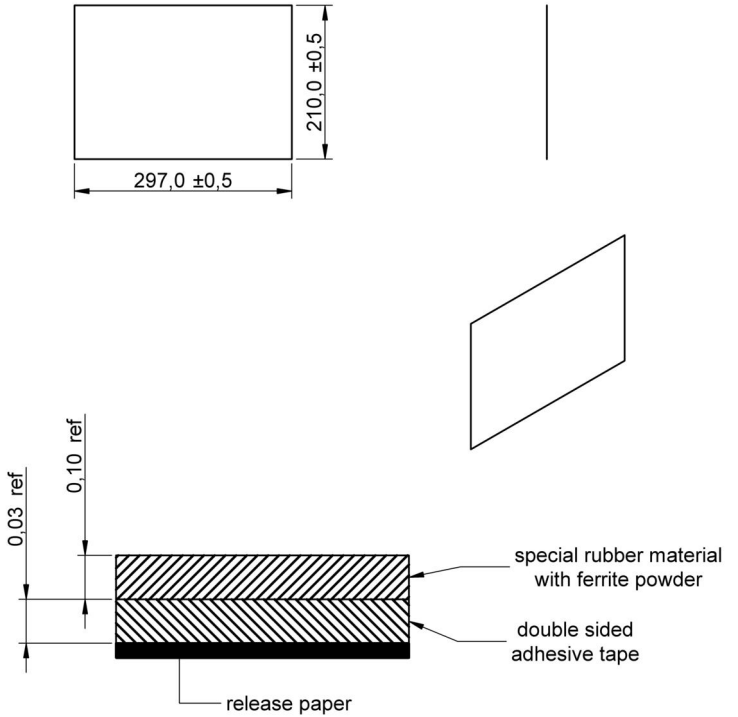 210,0 ±0,5
297,0 ±0,5
0,10 ref
0,03 ref
special rubber material
with ferrite powder
double sided
adhesive tape
release paper